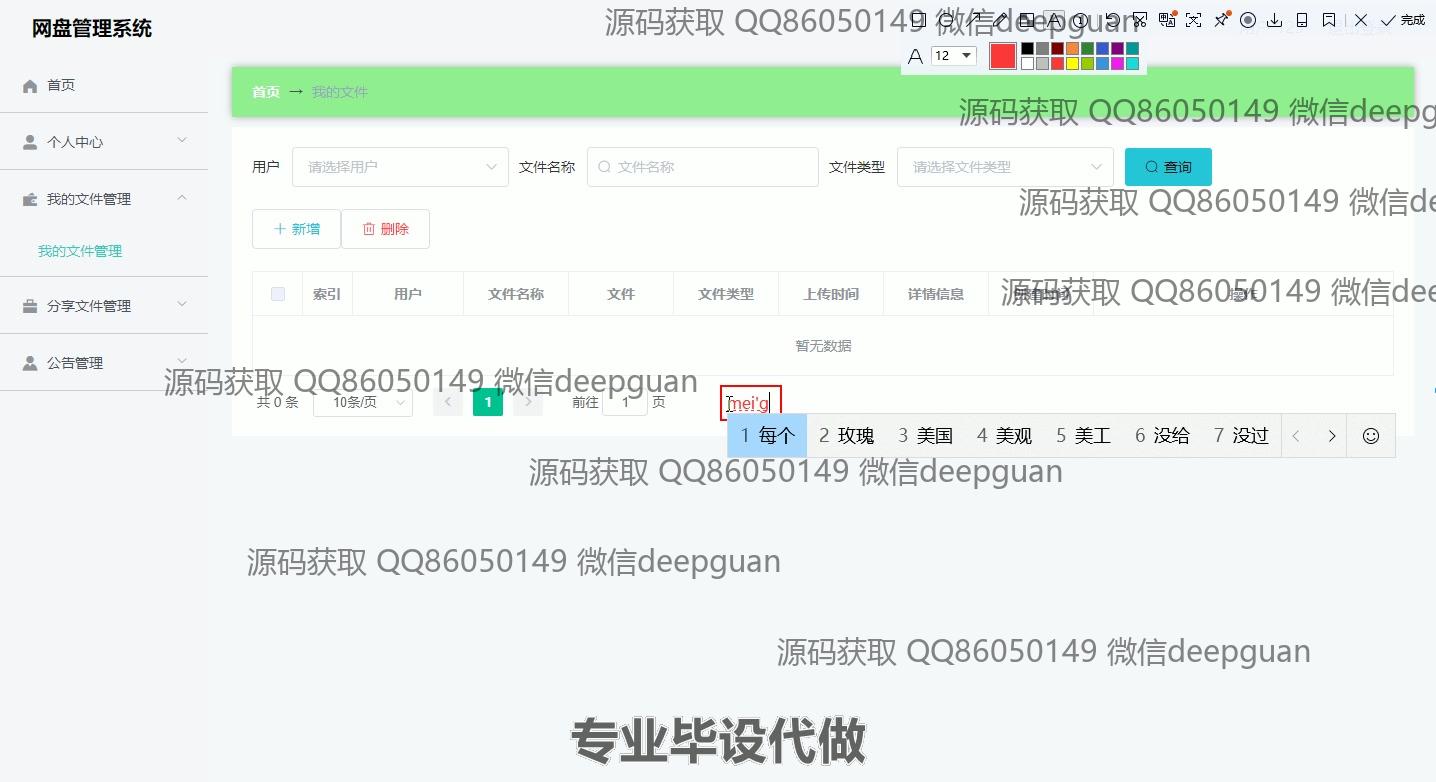 网盘管理系统
源码获取 QQ86050149 微信deepguan
完成
A 12
首页
首页 → 我的文件
源码获取 QQ86050149 微信deepg
个人中心
用户 请选择用户 文件名称 文件名称 文件类型 请选择文件类型 查询
我的文件管理
源码获取 QQ86050149 微信de
新增 删除
我的文件管理
索引 用户 文件名称 文件 文件类型 上传时间 详情信息
源码获取 QQ86050149 微信dee
分享文件管理
暂无数据
公告管理
源码获取 QQ86050149 微信deepguan
共 0 条 10条/页 1 前往 1 页
mei'g
1 每个 2 玫瑰 3 美国 4 美观 5 美工 6 没给 7 没过
源码获取 QQ86050149 微信deepguan
源码获取 QQ86050149 微信deepguan
源码获取 QQ86050149 微信deepguan
专业毕设代做